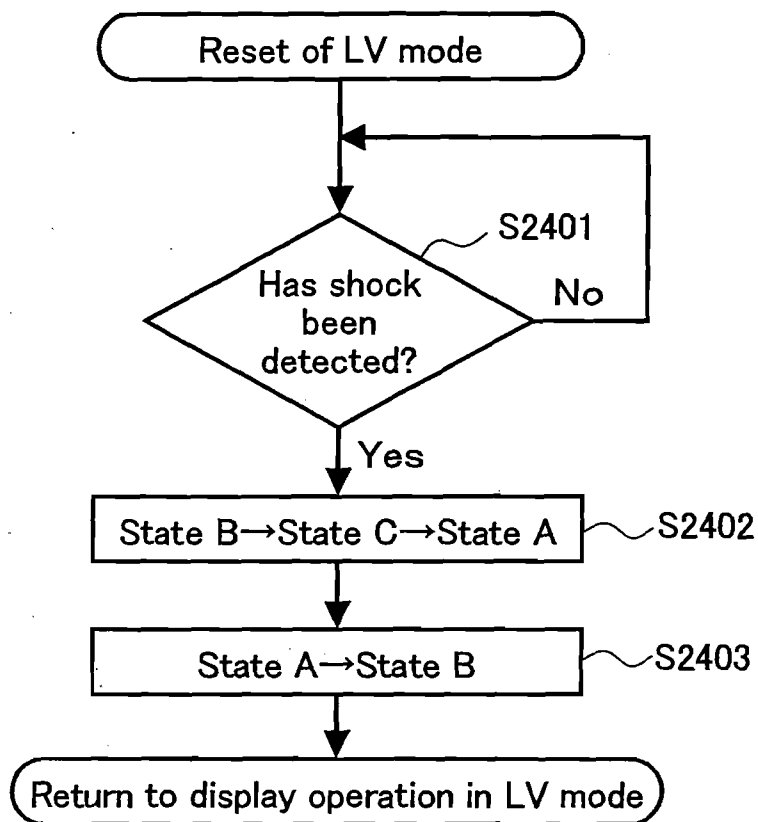 Reset of LV mode
S2401
Has shock
been
detected?
No
Yes
State B→State C→State A
S2402
State A→State B
S2403
Return to display operation in LV mode